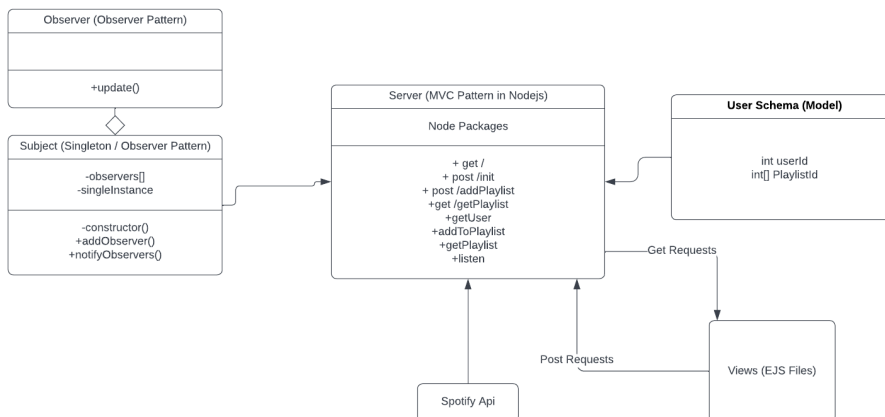 Observer (Observer Pattern)
+update()
Subject (Singleton / Observer Pattern)
-observers[]
-singleInstance
-constructor()
+addObserver()
+notifyObservers()
Server (MVC Pattern in Nodejs)
Node Packages
+ get /
+ post /init
+ post /addPlaylist
+get /getPlaylist
+getUser
+addToPlaylist
+getPlaylist
+listen
User Schema (Model)
int userId
int[] PlaylistId
Get Requests
Post Requests
Views (EJS Files)
Spotify Api